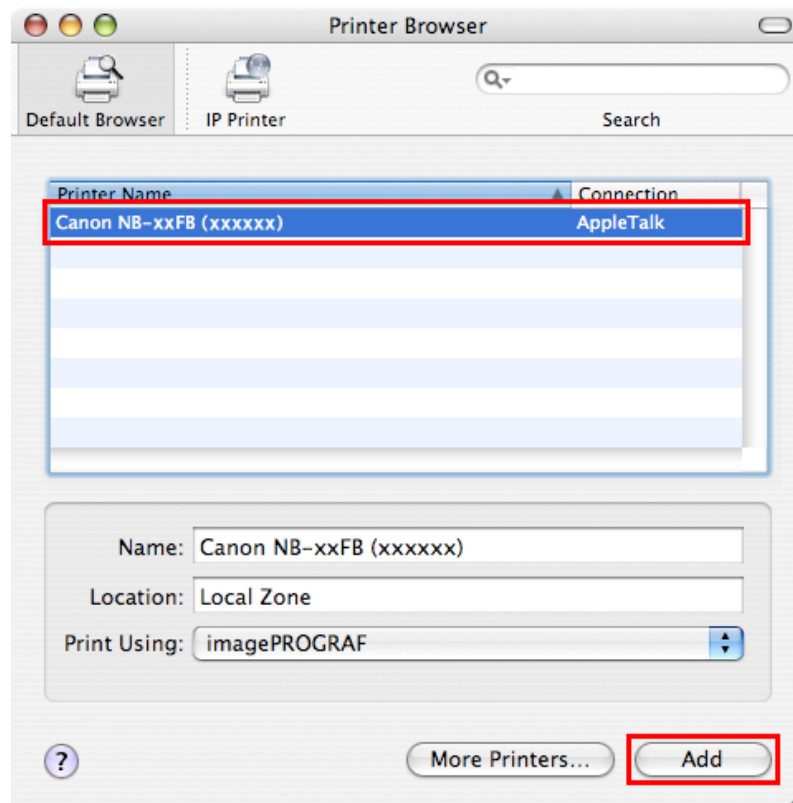 Printer Browser
Default Browser
IP Printer
Search
Printer Name Connection
Canon NB-xxFB (xxxxxx) AppleTalk
Name: Canon NB-xxFB (xxxxxx)
Location: Local Zone
Print Using: imagePROGRAF
? More Printers... Add